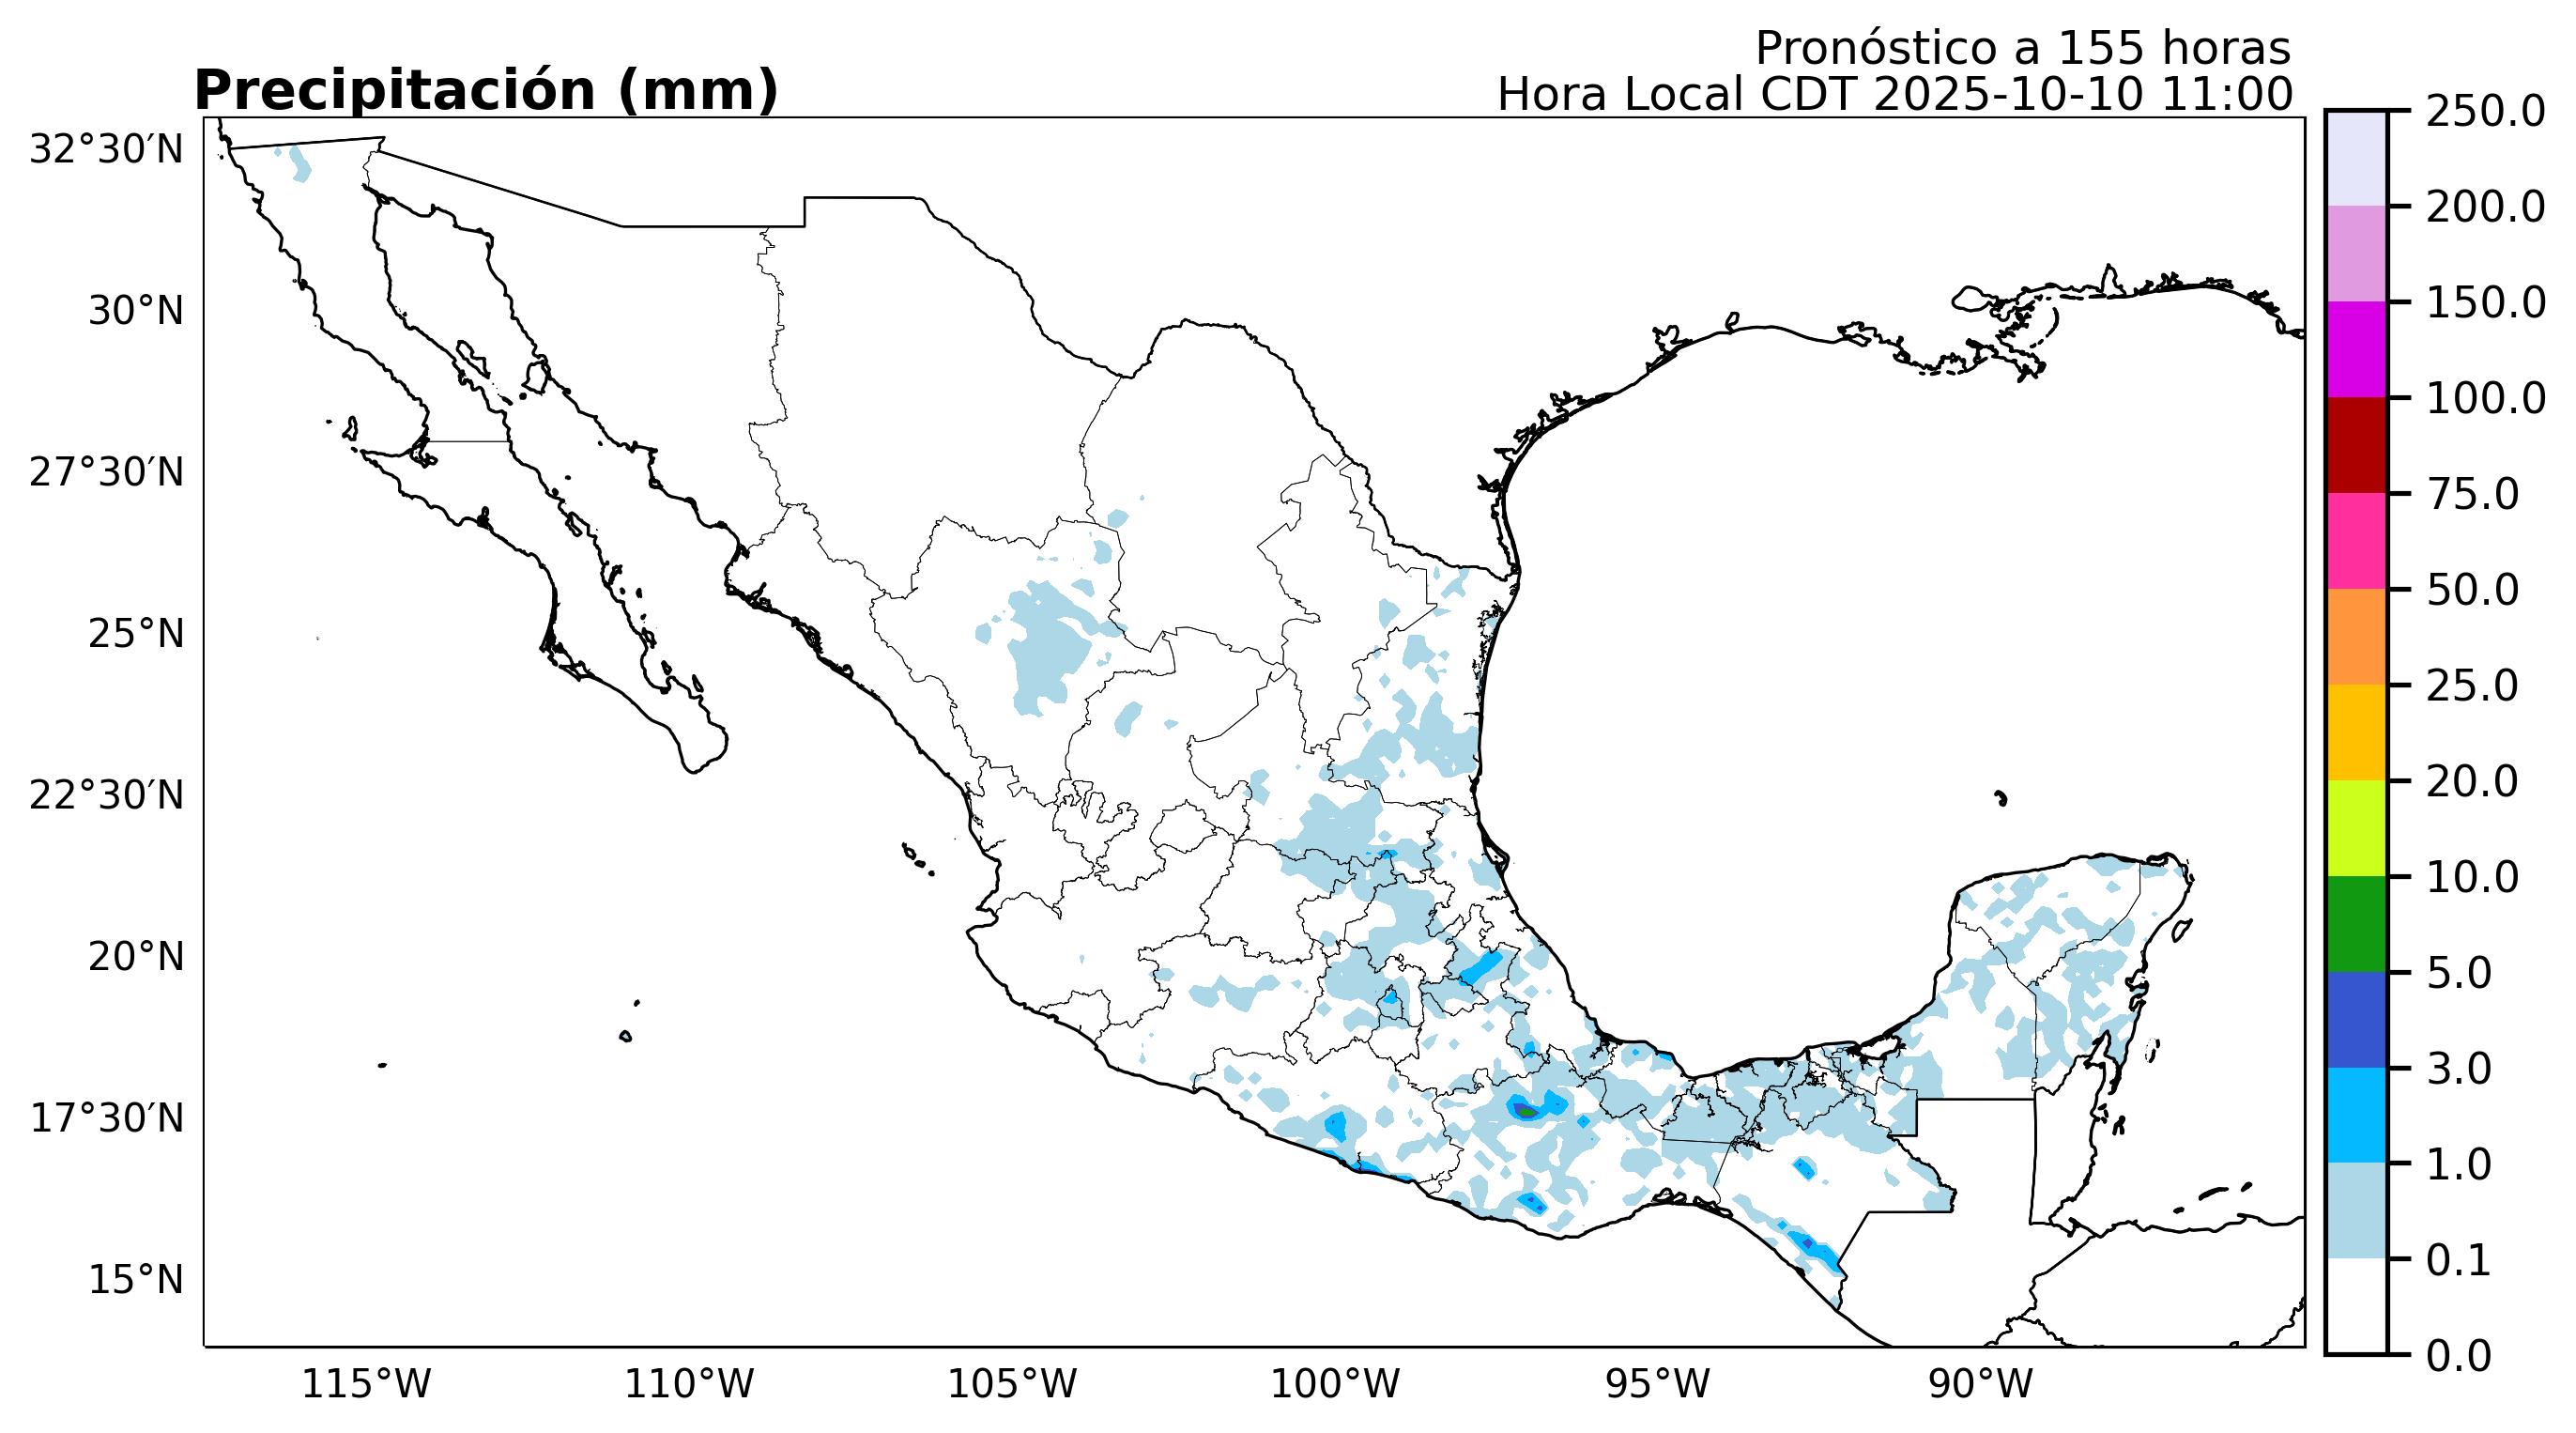 Pronóstico a 155 horas
Precipitación (mm)
Hora Local CDT 2025-10-10 11:00
32°30′N
30°N
27°30′N
25°N
22°30′N
20°N
17°30′N
15°N
115°W
110°W
105°W
100°W
95°W
90°W
250.0
200.0
150.0
100.0
75.0
50.0
25.0
20.0
10.0
5.0
3.0
1.0
0.1
0.0